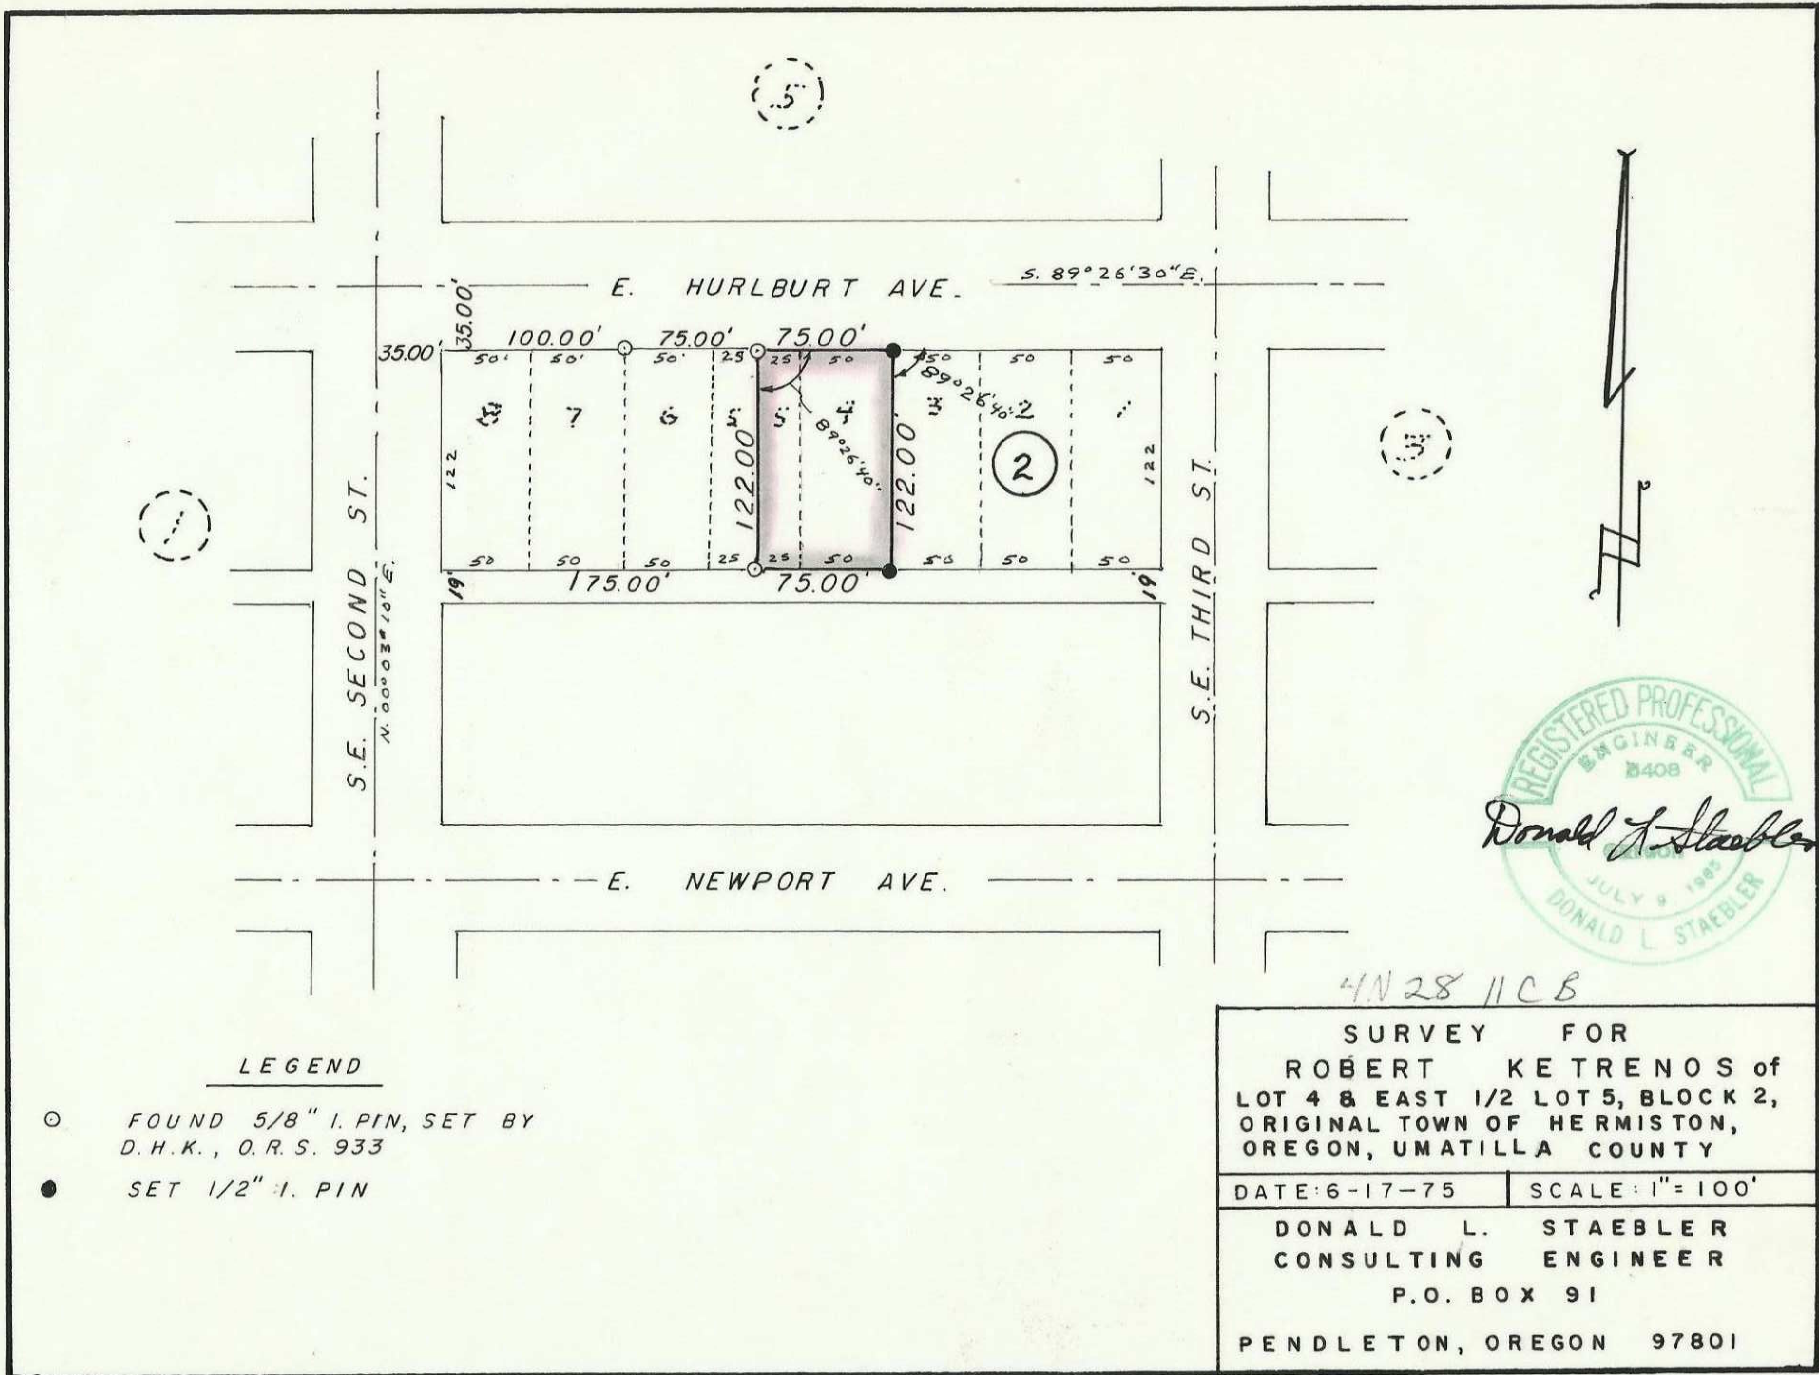 5
E. HURLBURT AVE.
S. 89°26'30"E.
35.00'
35.00'
100.00' 75.00' 75.00'
50' 50' 50' 25 25 50 50 50 50
8 7 6 5 5 4 3 2 1
89°26'40"
89°26'40"
122 122.00' 122.00' 122
2
1
3
50 50 50 25 25 50 50 50 50
19' 175.00' 75.00' 19'
S.E. SECOND ST.
N. 00°03'10"E.
S.E. THIRD ST.
E. NEWPORT AVE.
REGISTERED PROFESSIONAL
ENGINEER
Donald L. Staebler
OREGON
JULY 9,
DONALD L. STAEBLER
4N 28 11CB
LEGEND
FOUND 5/8" I. PIN, SET BY
D.H.K., O.R.S. 933
SET 1/2" I. PIN
SURVEY FOR
ROBERT KETRENOS of
LOT 4 & EAST 1/2 LOT 5, BLOCK 2,
ORIGINAL TOWN OF HERMISTON,
OREGON, UMATILLA COUNTY
DATE: 6-17-75 SCALE: 1"=100'
DONALD L. STAEBLER
CONSULTING ENGINEER
P.O. BOX 91
PENDLETON, OREGON 97801